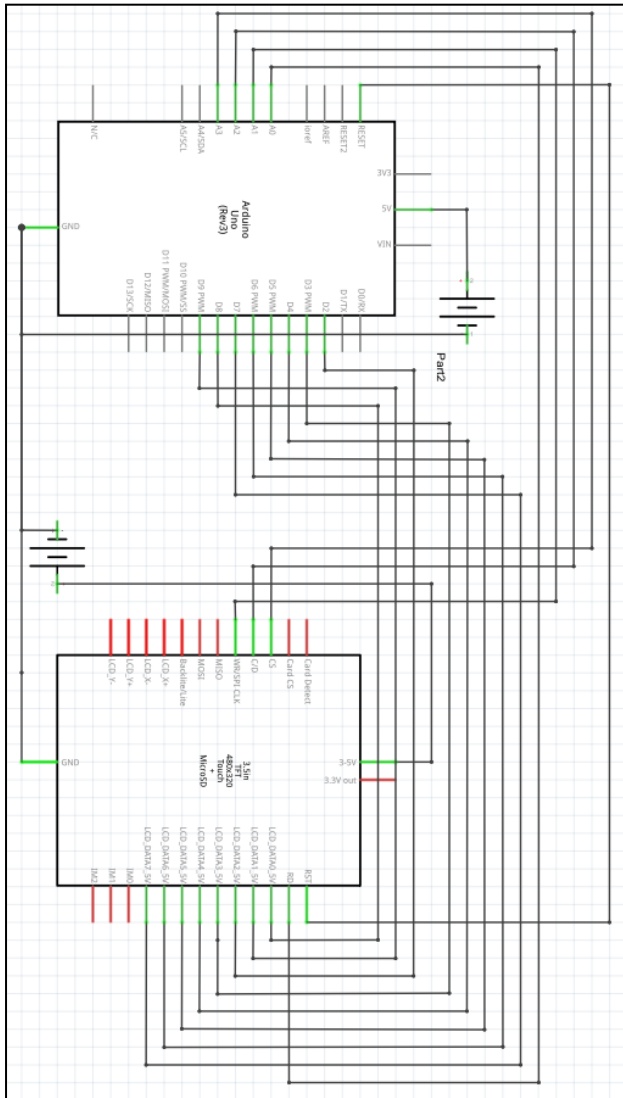 N/C
A5/SCL
A4/SDA
A3
A2
A1
A0
ioref
AREF
RESET2
RESET
3V3
5V
VIN
GND
Arduino
Uno
(Rev3)
D13/SCK
D12/MISO
D11 PWM/MOSI
D10 PWM/SS
D9 PWM
D8
D7
D6 PWM
D5 PWM
D4
D3 PWM
D2
D1/TX
D0/RX
Part2
LCD_Y-
LCD_Y+
LCD_X-
LCD_X+
Backlite/Lite
MOSI
MISO
WR/SPI CLK
C/D
CS
Card CS
Card Detect
GND
3.5in
TFT
480x320
Touch
+
MicroSD
3-5V
3.3V out
IM2
IM1
IM0
LCD_DATA7_5V
LCD_DATA6_5V
LCD_DATA5_5V
LCD_DATA4_5V
LCD_DATA3_5V
LCD_DATA2_5V
LCD_DATA1_5V
LCD_DATA0_5V
RD
RST